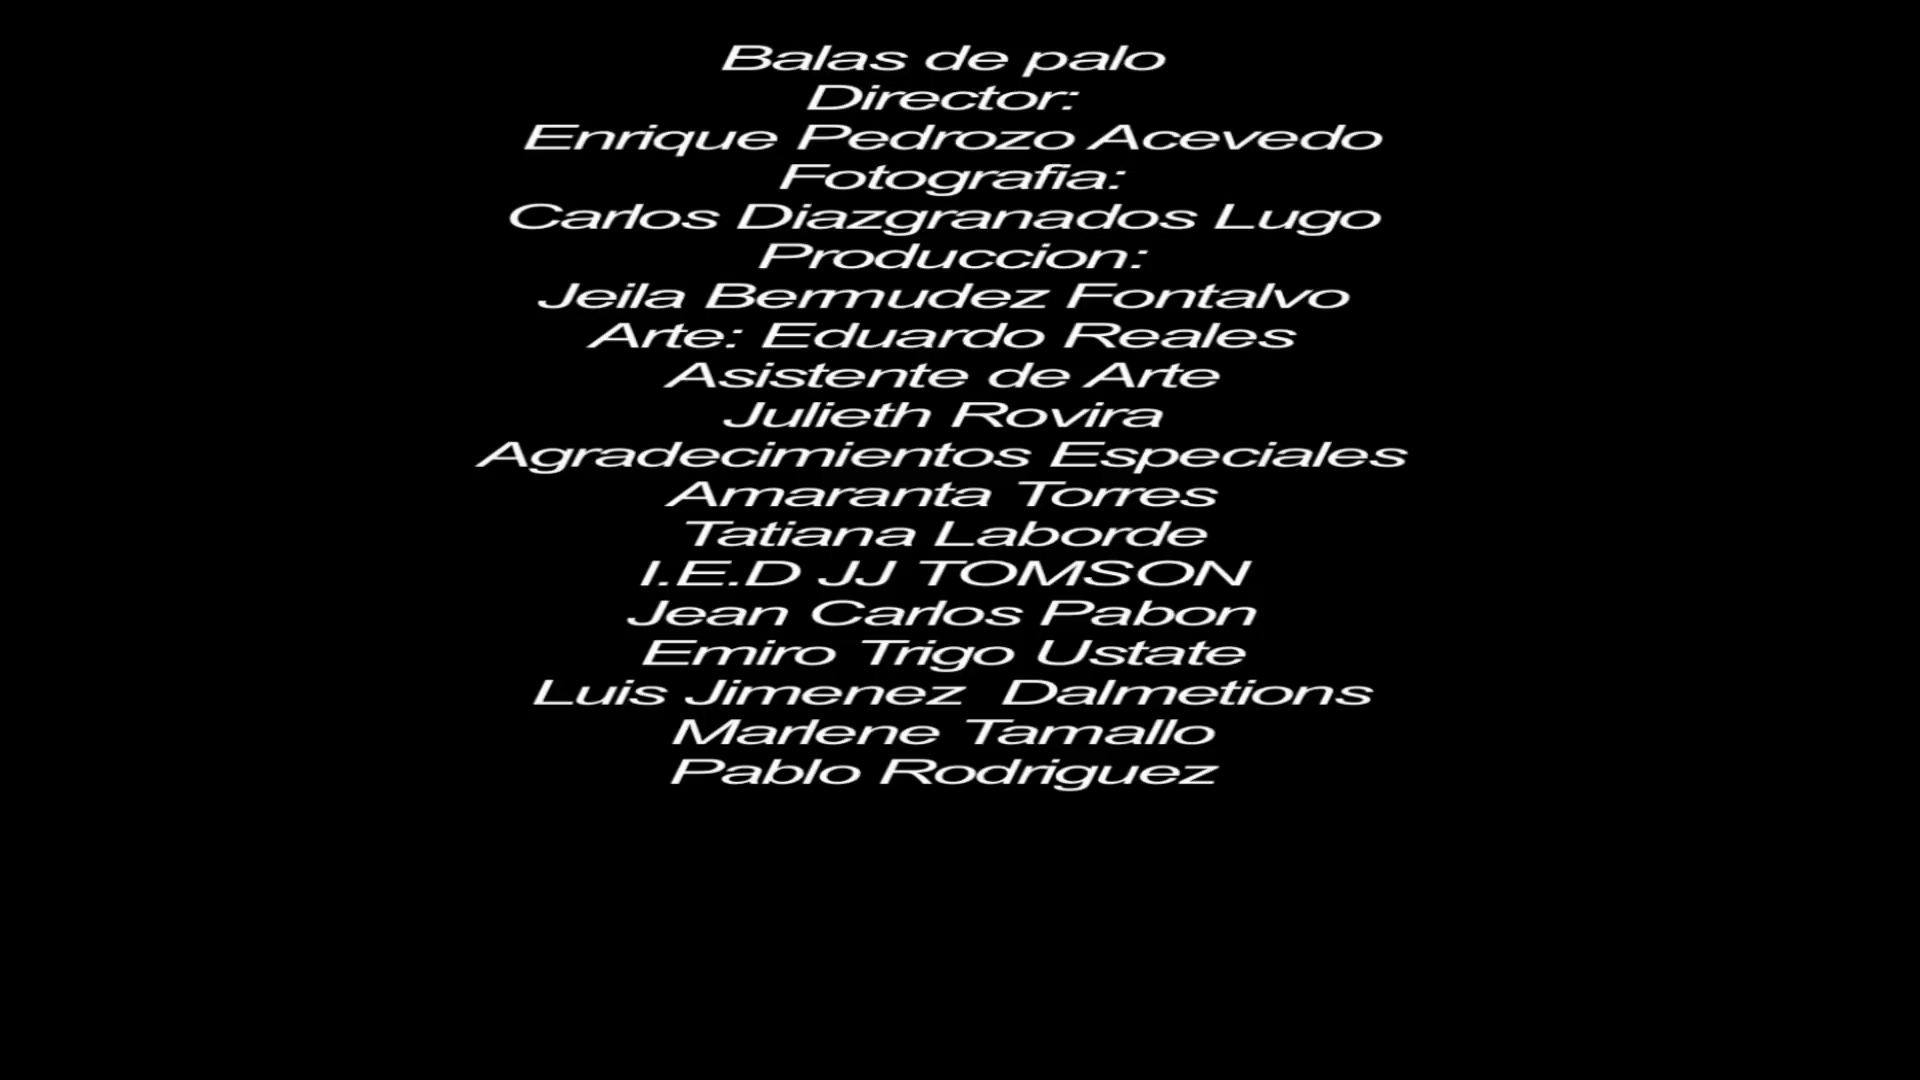 Balas de palo
Director:
Enrique Pedrozo Acevedo
Fotografia:
Carlos Diazgranados Lugo
Produccion:
Jeila Bermudez Fontalvo
Arte: Eduardo Reales
Asistente de Arte
Julieth Rovira
Agradecimientos Especiales
Amaranta Torres
Tatiana Laborde
I.E.D JJ TOMSON
Jean Carlos Pabon
Emiro Trigo Ustate
Luis Jimenez  Dalmetions
Marlene Tamallo
Pablo Rodriguez